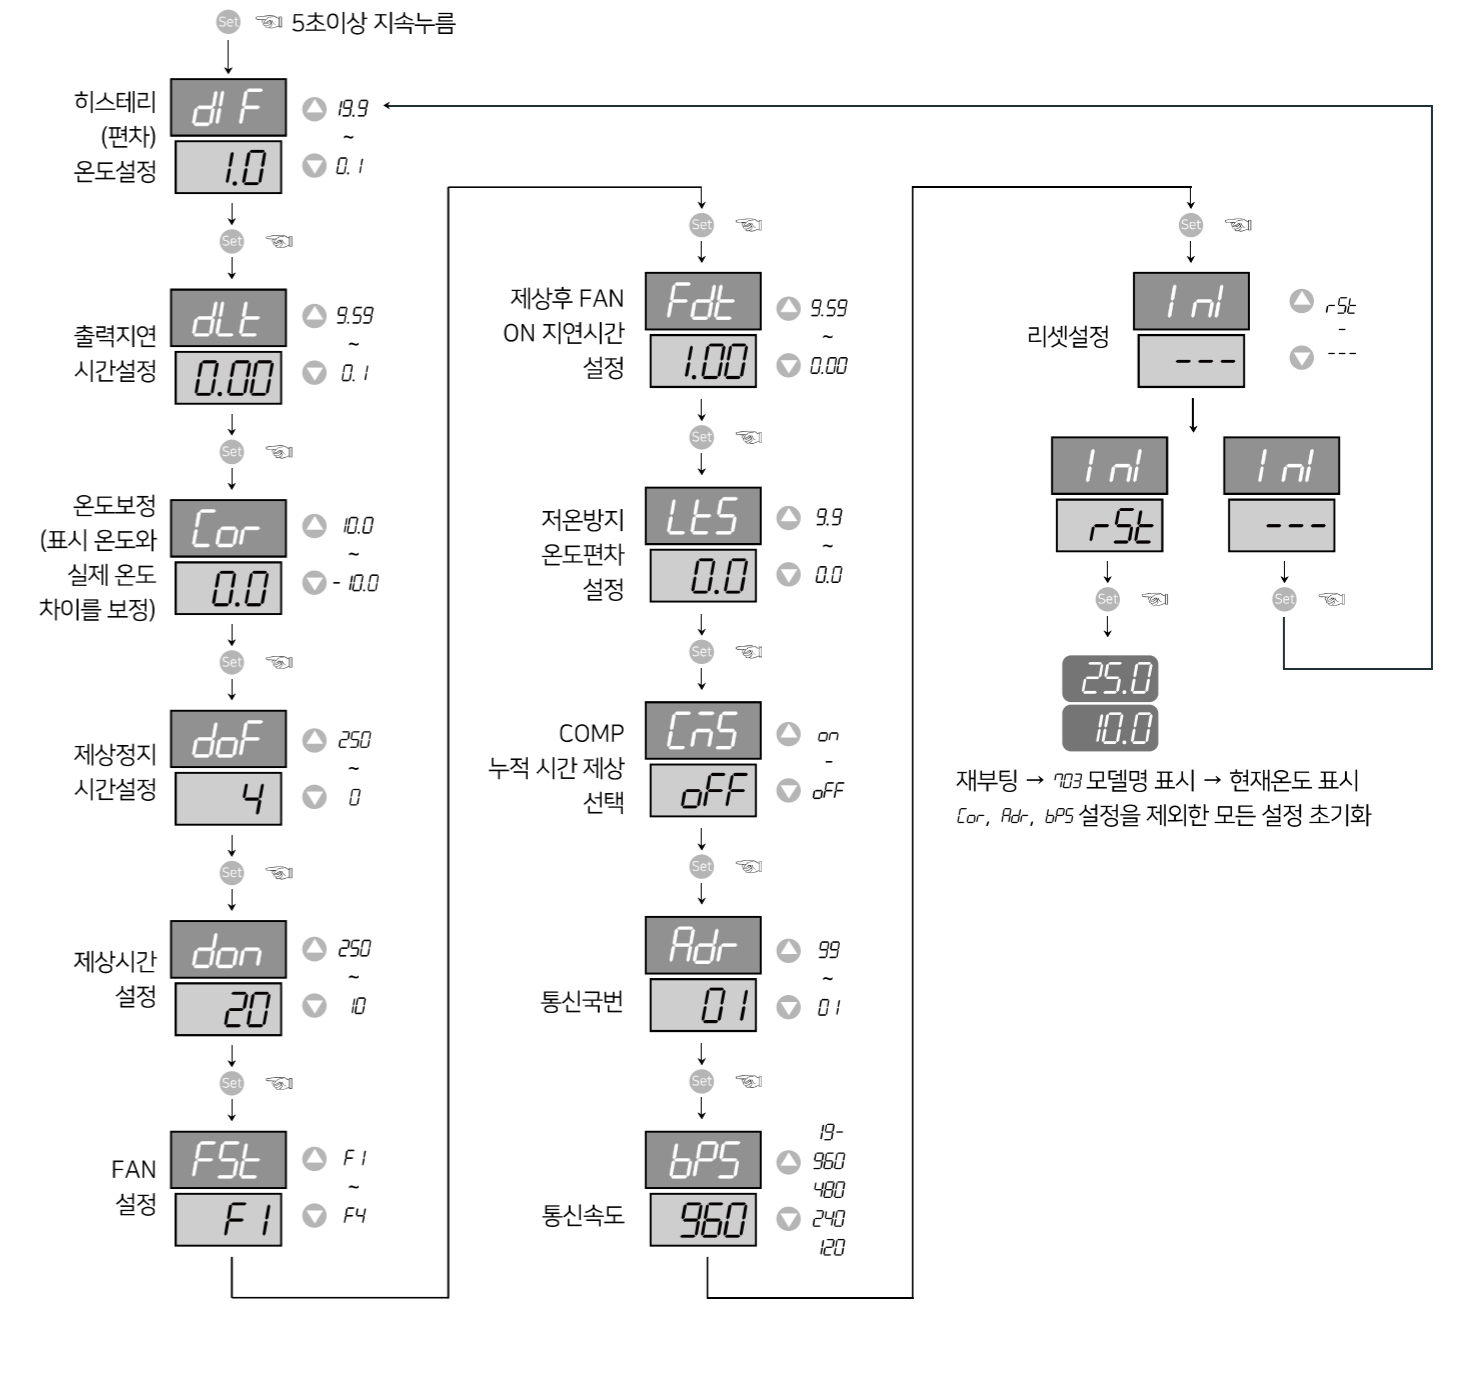 Set 5초이상 지속누름
히스테리
(편차)
온도설정
dIF
1.0
19.9
~
0.1
Set
출력지연
시간설정
dLt
0.00
9.59
~
0.1
Set
온도보정
(표시 온도와
실제 온도
차이를 보정)
Cor
0.0
10.0
~
-10.0
Set
제상정지
시간설정
doF
4
250
~
0
Set
제상시간
설정
don
20
250
~
10
Set
FAN
설정
FSt
F1
F1
~
F4
Set
제상후 FAN
ON 지연시간
설정
Fdt
1.00
9.59
~
0.00
Set
저온방지
온도편차
설정
LtS
0.0
9.9
~
0.0
Set
COMP
누적 시간 제상
선택
CñS
oFF
on
-
oFF
Set
통신국번
Adr
01
99
~
01
Set
통신속도
bPS
960
19-
960
480
240
120
Set
리셋설정
InI
---
rSt
-
---
InI
rSt
Set
25.0
10.0
InI
---
Set
재부팅 → 703 모델명 표시 → 현재온도 표시
Cor, Adr, bPS 설정을 제외한 모든 설정 초기화